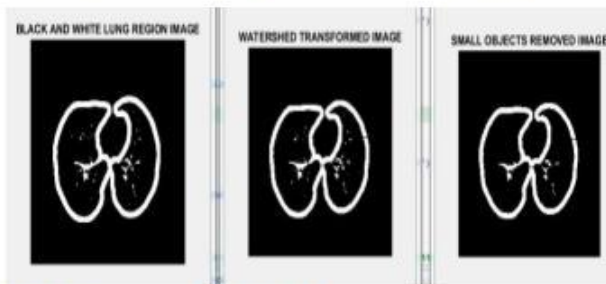 BLACK AND WHITE LUNG REGION IMAGE
WATERSHED TRANSFORMED IMAGE
SMALL OBJECTS REMOVED IMAGE